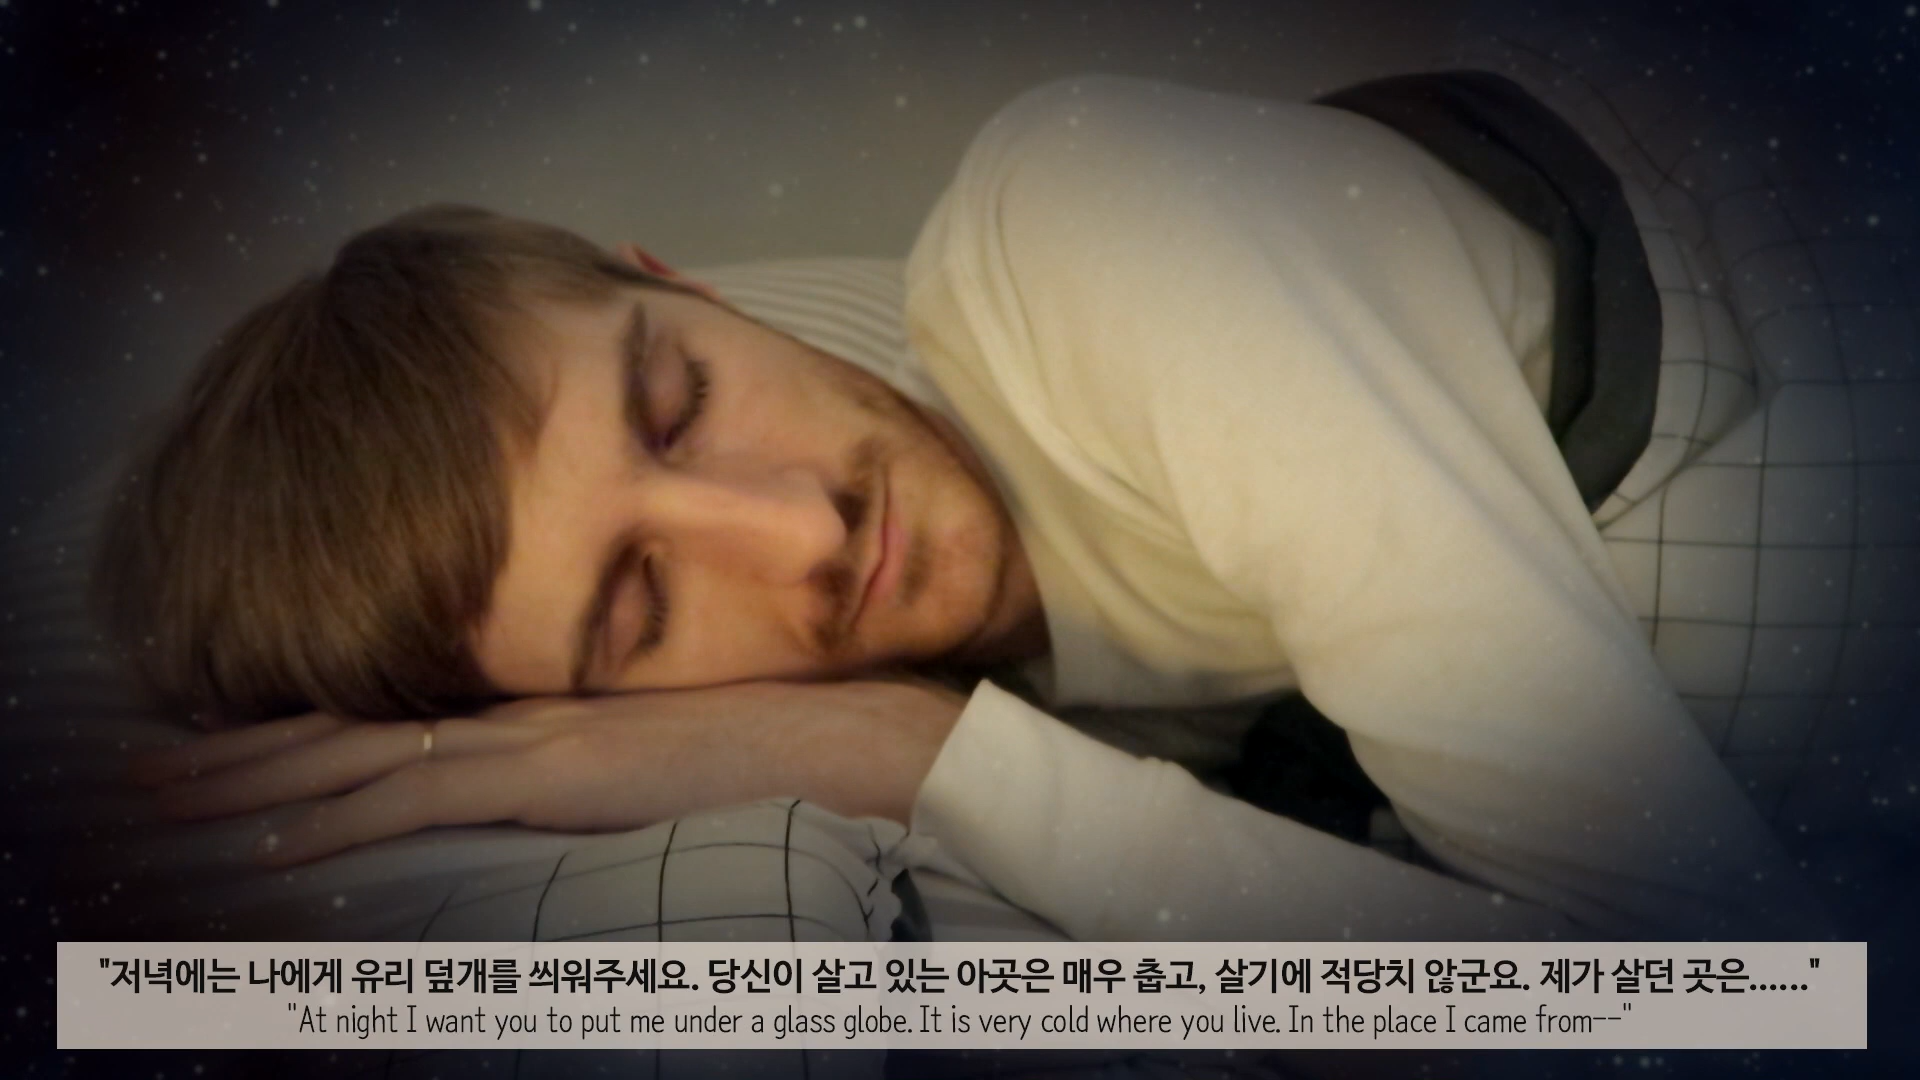 "저녁에는 나에게 유리 덮개를 씌워주세요. 당신이 살고 있는 아곳은 매우 춥고, 살기에 적당치 않군요. 제가 살던 곳은......"
"At night I want you to put me under a glass globe. It is very cold where you live. In the place I came from--"